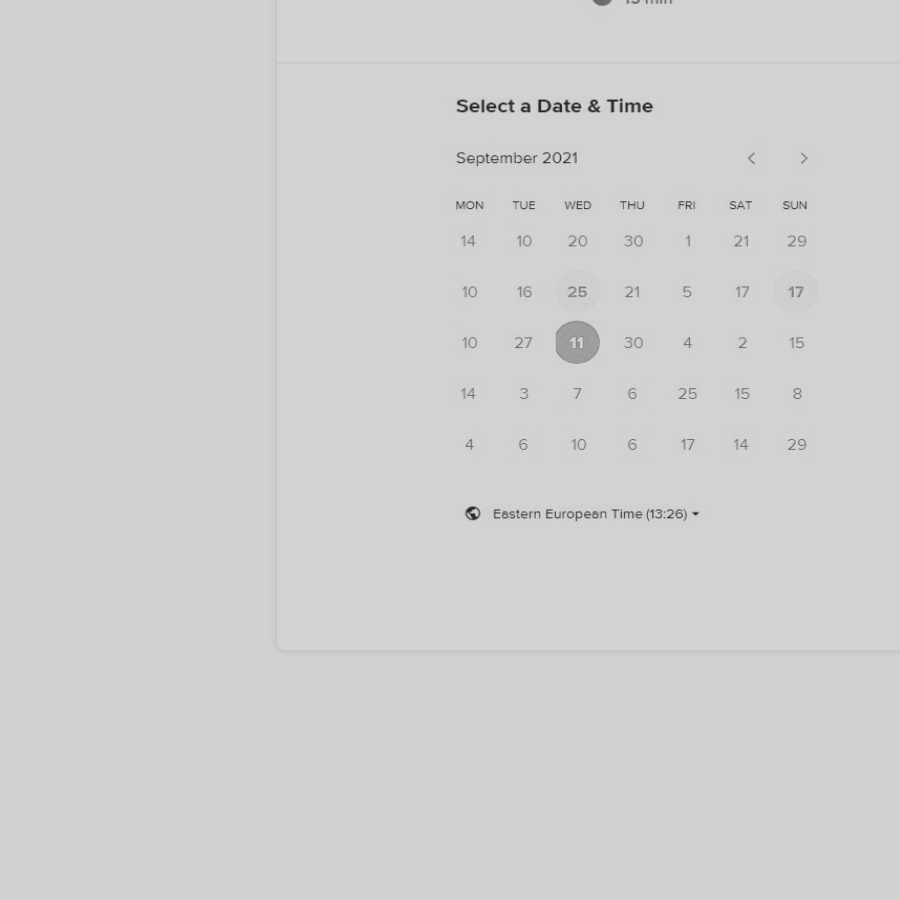 15 min
Select a Date & Time
September 2021
MON TUE WED THU FRI SAT SUN
14 10 20 30 1 21 29
10 16 25 21 5 17 17
10 27 11 30 4 2 15
14 3 7 6 25 15 8
4 6 10 6 17 14 29
Eastern European Time (13:26)